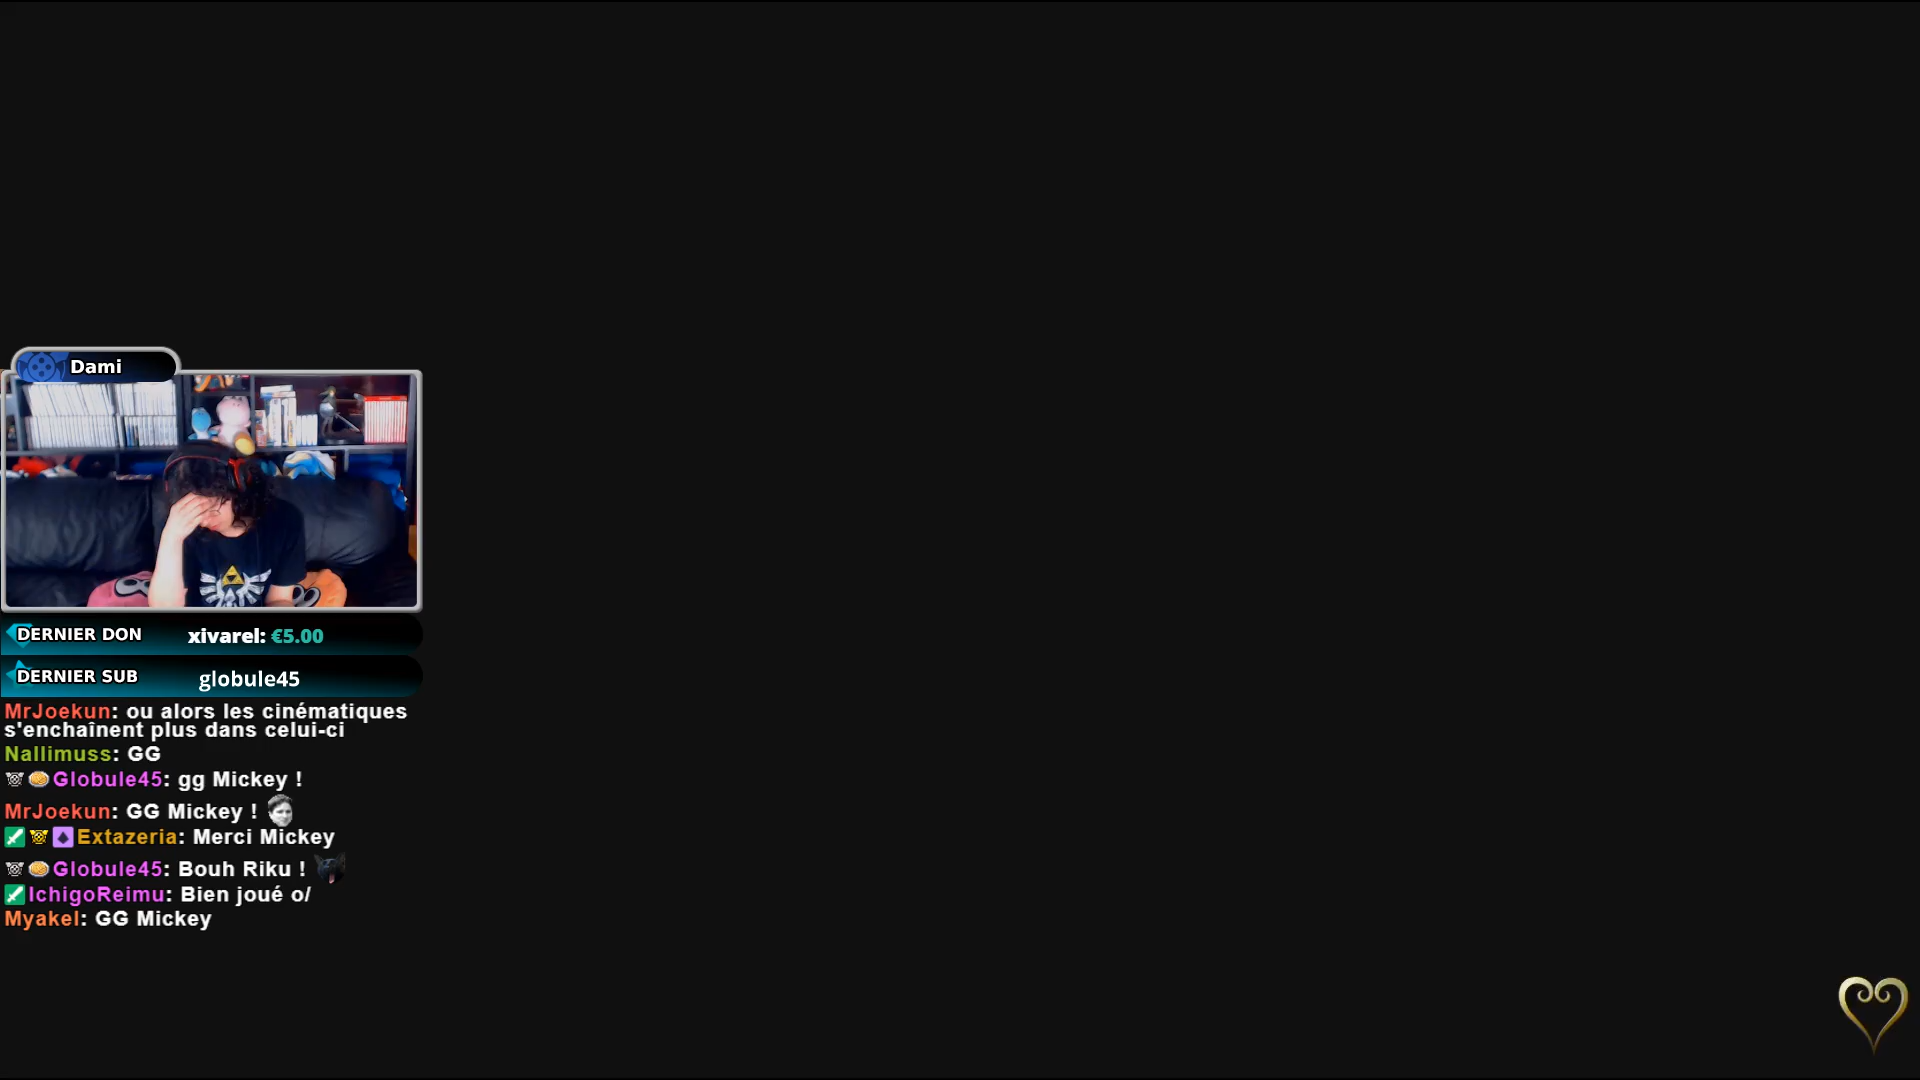 Dami
DERNIER DON xivarel: €5.00
DERNIER SUB globule45
MrJoekun: ou alors les cinématiques
s'enchaînent plus dans celui-ci
Nallimuss: GG
Globule45: gg Mickey !
MrJoekun: GG Mickey !
Extazeria: Merci Mickey
Globule45: Bouh Riku !
IchigoReimu: Bien joué o/
Myakel: GG Mickey